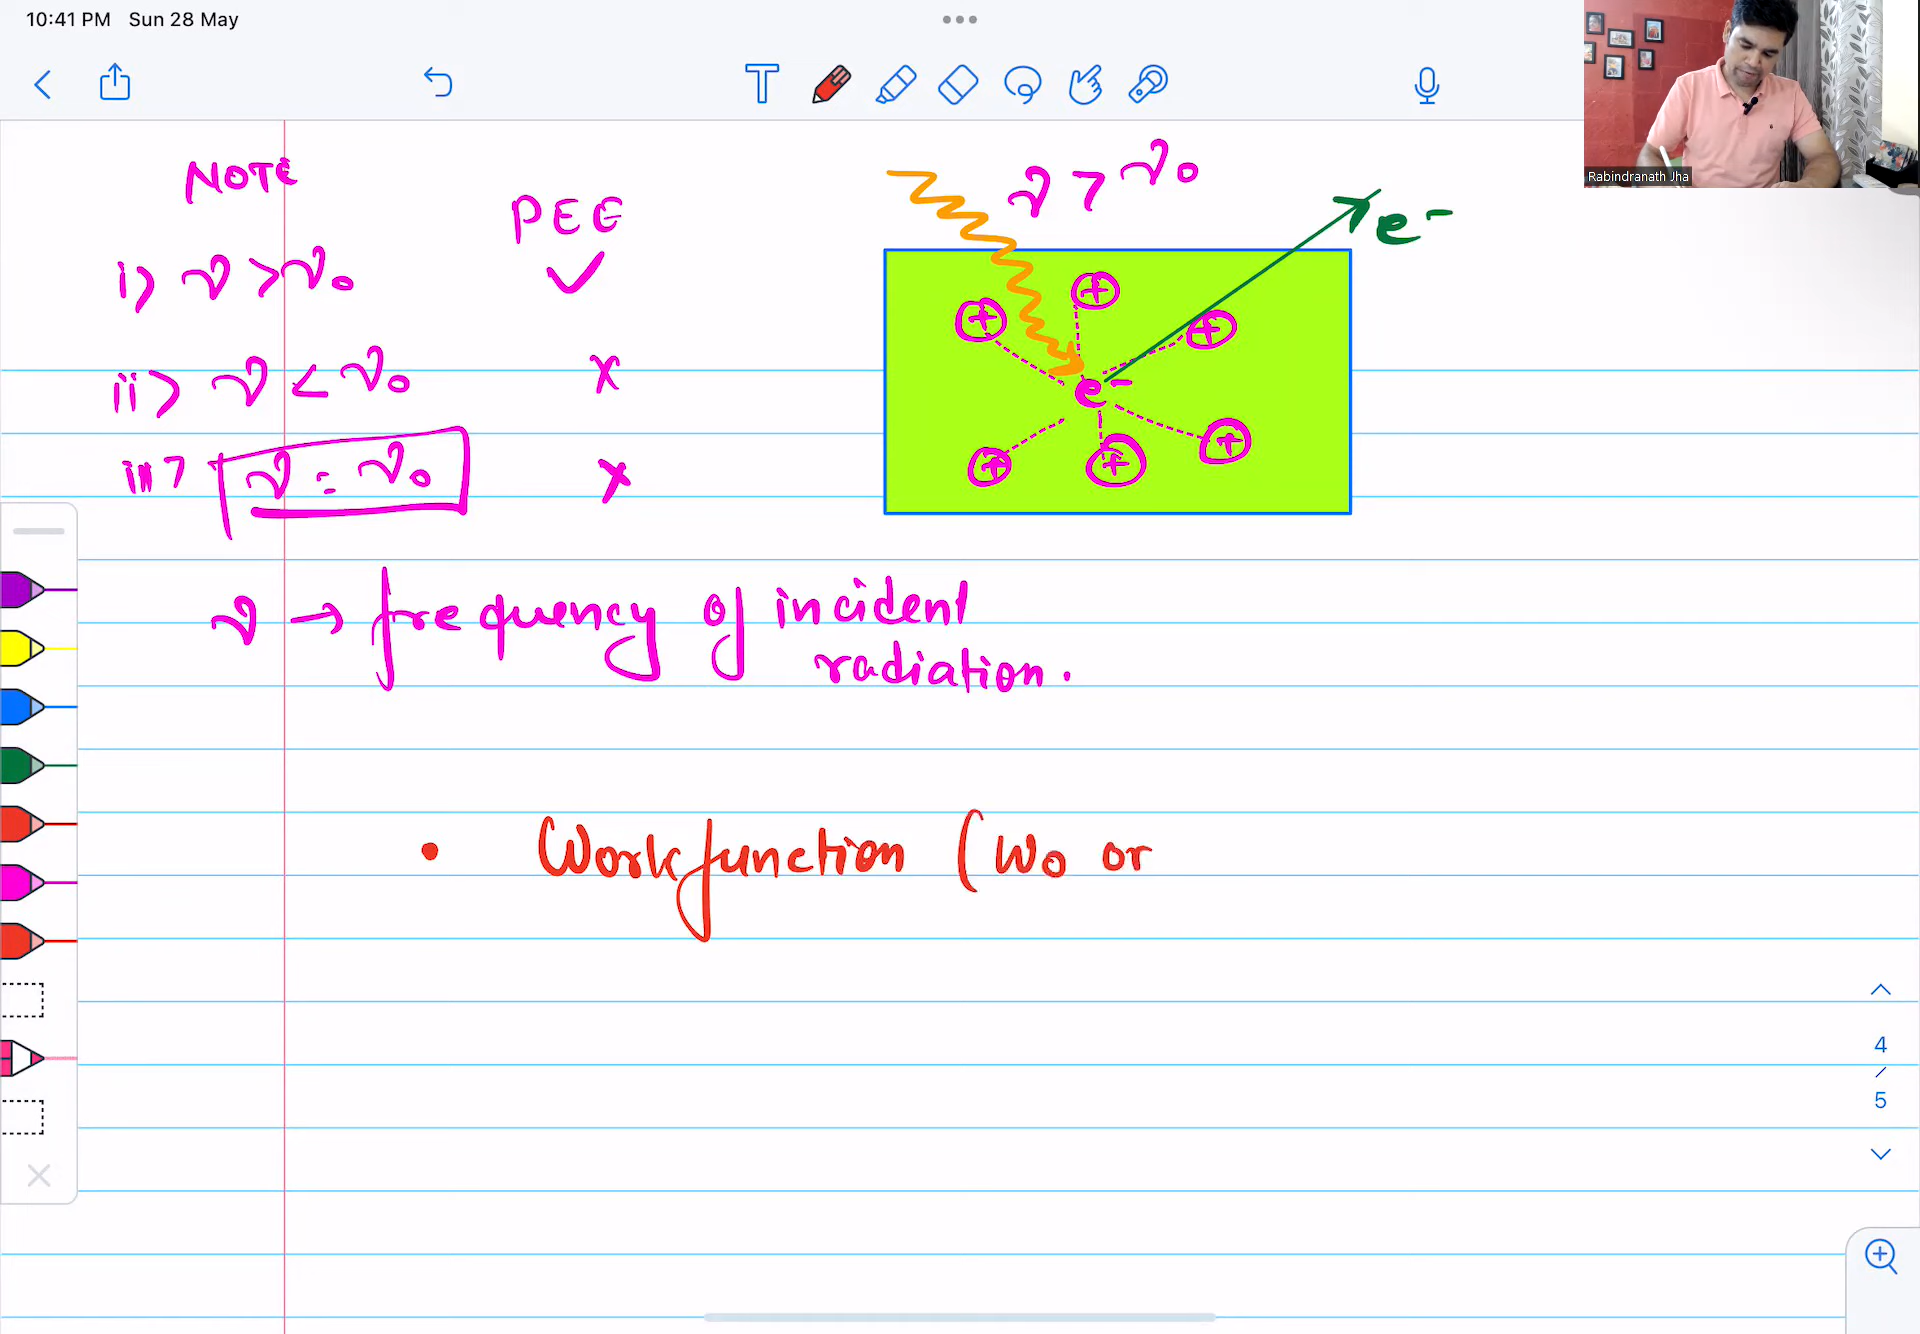 10:41 PM Sun 28 May
Rabindranath Jha
NOTE
PEE
i) ν > ν₀ ✓
ii) ν < ν₀ ×
iii) ν = ν₀ ×
ν > ν₀
e⁻
+ + +
e⁻
+ + +
ν → frequency of incident
radiation.
• Workfunction (W₀ or
4
/
5